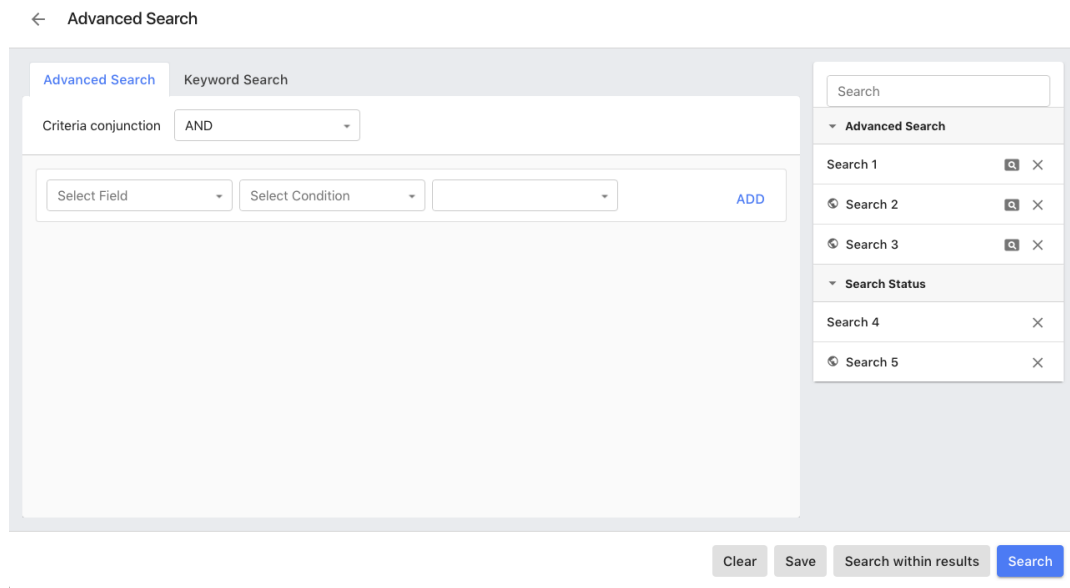 Advanced Search
Advanced Search Keyword Search
Criteria conjunction AND
Select Field Select Condition ADD
Search
Advanced Search
Search 1
Search 2
Search 3
Search Status
Search 4
Search 5
Clear Save Search within results Search